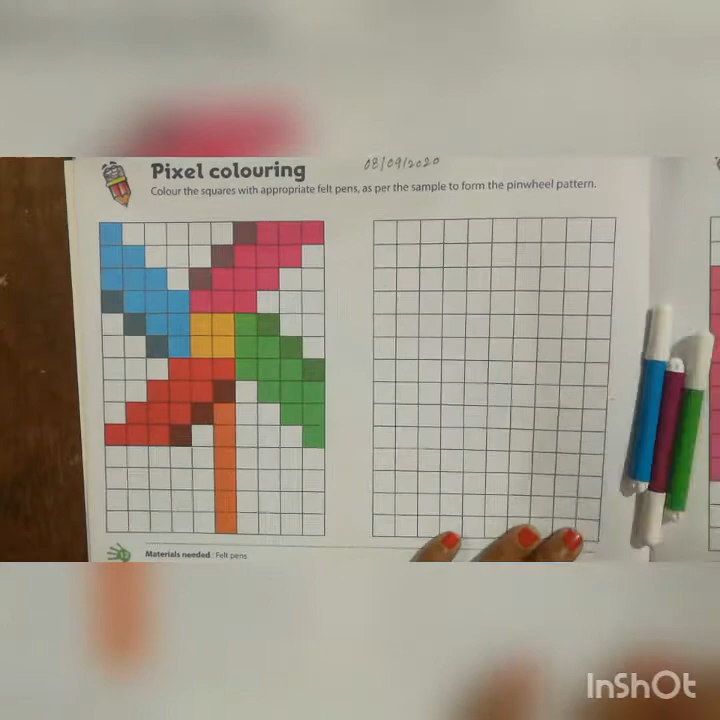 08/09/2020
Pixel colouring
Colour the squares with appropriate felt pens, as per the sample to form the pinwheel pattern.
Materials needed : Felt pens
InShOt